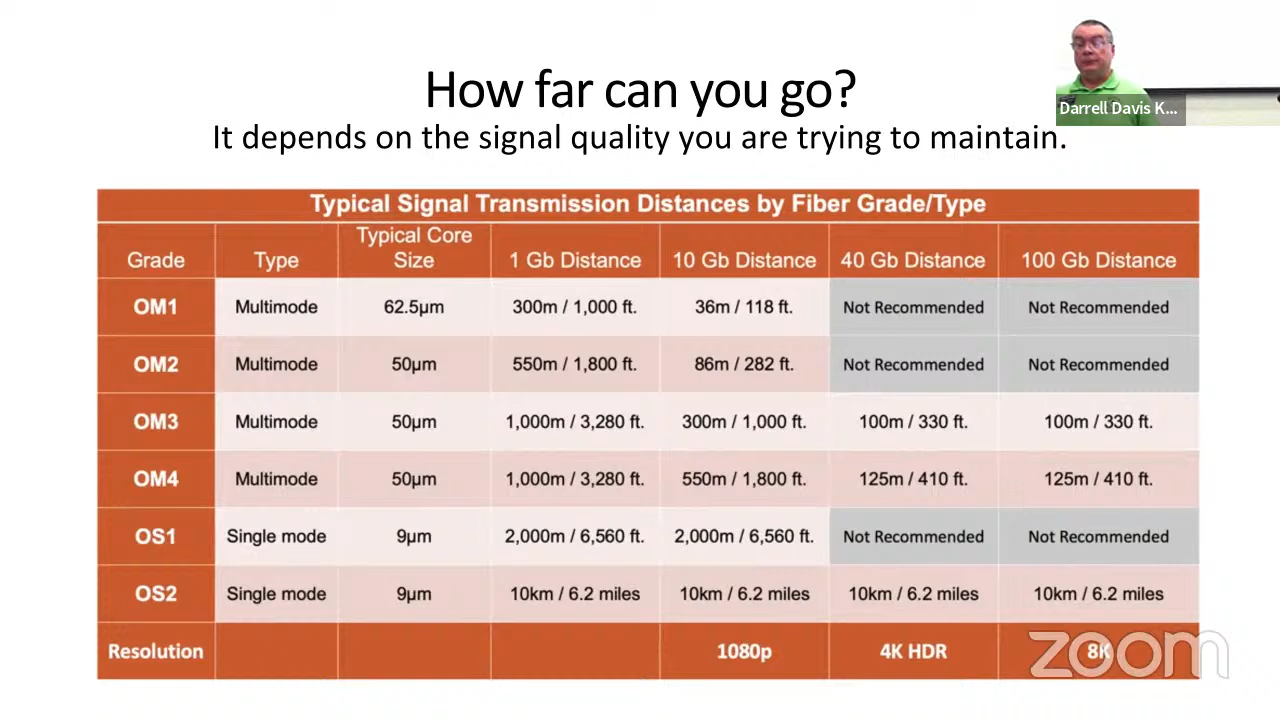 How far can you go?
It depends on the signal quality you are trying to maintain.
Darrell Davis K...
Typical Signal Transmission Distances by Fiber Grade/Type
Grade Type Typical Core Size 1 Gb Distance 10 Gb Distance 40 Gb Distance 100 Gb Distance
OM1 Multimode 62.5µm 300m / 1,000 ft. 36m / 118 ft. Not Recommended Not Recommended
OM2 Multimode 50µm 550m / 1,800 ft. 86m / 282 ft. Not Recommended Not Recommended
OM3 Multimode 50µm 1,000m / 3,280 ft. 300m / 1,000 ft. 100m / 330 ft. 100m / 330 ft.
OM4 Multimode 50µm 1,000m / 3,280 ft. 550m / 1,800 ft. 125m / 410 ft. 125m / 410 ft.
OS1 Single mode 9µm 2,000m / 6,560 ft. 2,000m / 6,560 ft. Not Recommended Not Recommended
OS2 Single mode 9µm 10km / 6.2 miles 10km / 6.2 miles 10km / 6.2 miles 10km / 6.2 miles
Resolution 1080p 4K HDR 8K
zoom